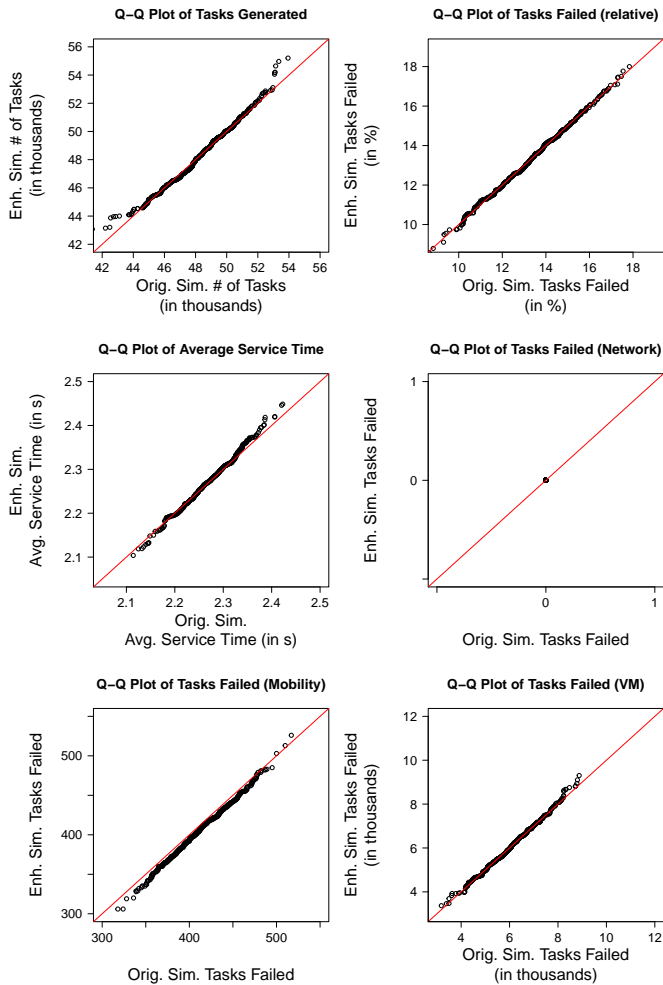 Q−Q Plot of Tasks Generated
Enh. Sim. # of Tasks
(in thousands)
56
54
52
50
48
46
44
42
42 44 46 48 50 52 54 56
Orig. Sim. # of Tasks
(in thousands)
Q−Q Plot of Tasks Failed (relative)
Enh. Sim. Tasks Failed
(in %)
18
16
14
12
10
10 12 14 16 18
Orig. Sim. Tasks Failed
(in %)
Q−Q Plot of Average Service Time
Enh. Sim.
Avg. Service Time (in s)
2.5
2.4
2.3
2.2
2.1
2.1 2.2 2.3 2.4 2.5
Orig. Sim.
Avg. Service Time (in s)
Q−Q Plot of Tasks Failed (Network)
Enh. Sim. Tasks Failed
1
0
0 1
Orig. Sim. Tasks Failed
Q−Q Plot of Tasks Failed (Mobility)
Enh. Sim. Tasks Failed
500
400
300
300 400 500
Orig. Sim. Tasks Failed
Q−Q Plot of Tasks Failed (VM)
Enh. Sim. Tasks Failed
(in thousands)
12
10
8
6
4
4 6 8 10 12
Orig. Sim. Tasks Failed
(in thousands)